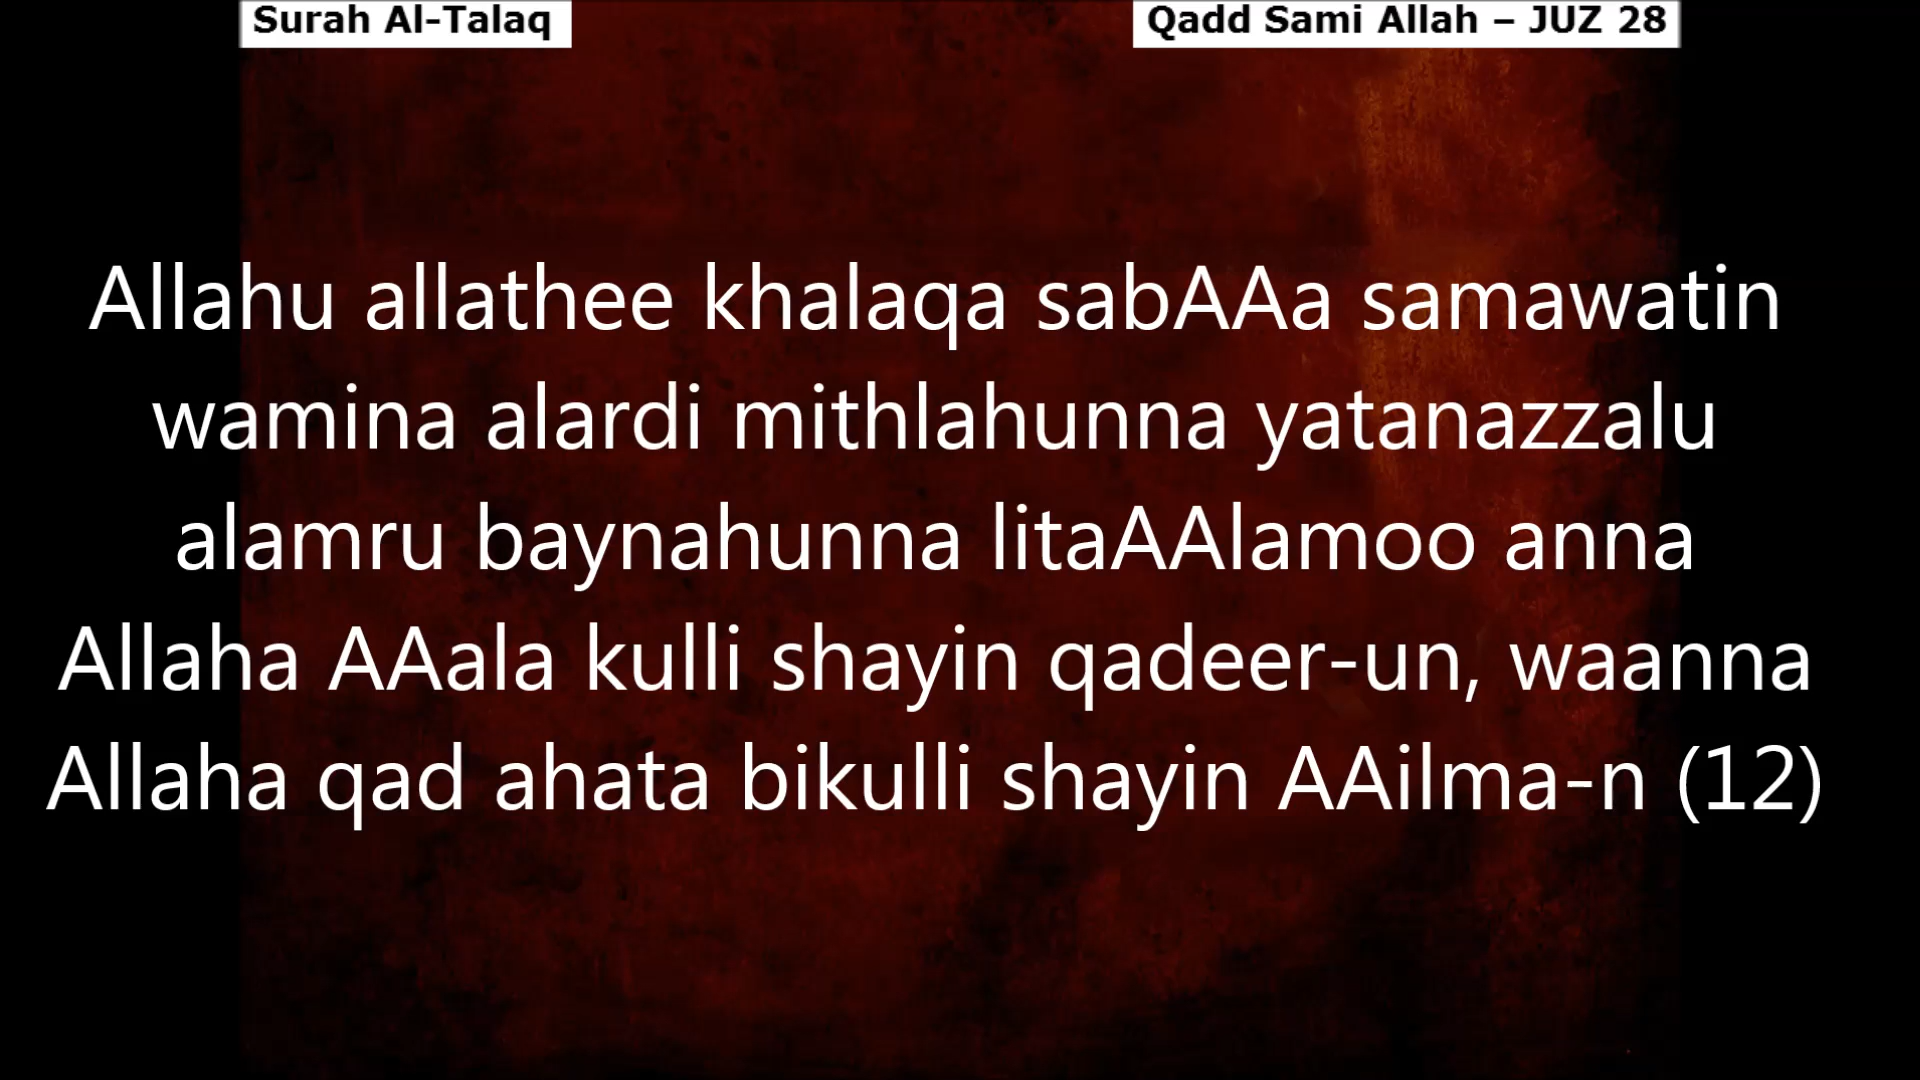 Surah Al-Talaq
Qadd Sami Allah – JUZ 28
Allahu allathee khalaqa sabAAa samawatin
wamina alardi mithlahunna yatanazzalu
alamru baynahunna litaAAlamoo anna
Allaha AAala kulli shayin qadeer-un, waanna
Allaha qad ahata bikulli shayin AAilma-n (12)